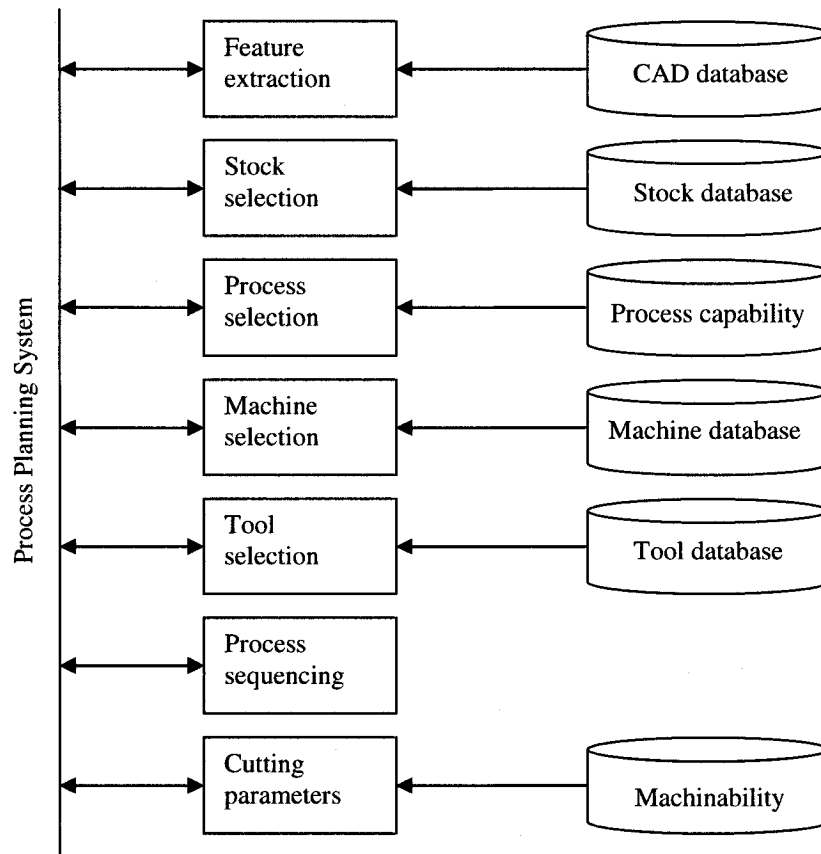 Process Planning System
Feature
extraction
CAD database
Stock
selection
Stock database
Process
selection
Process capability
Machine
selection
Machine database
Tool
selection
Tool database
Process
sequencing
Cutting
parameters
Machinability